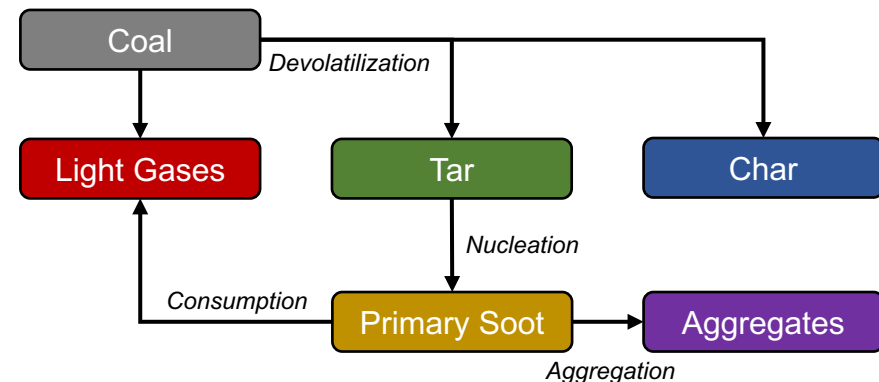 Coal
Devolatilization
Light Gases
Tar
Char
Nucleation
Consumption
Primary Soot
Aggregates
Aggregation